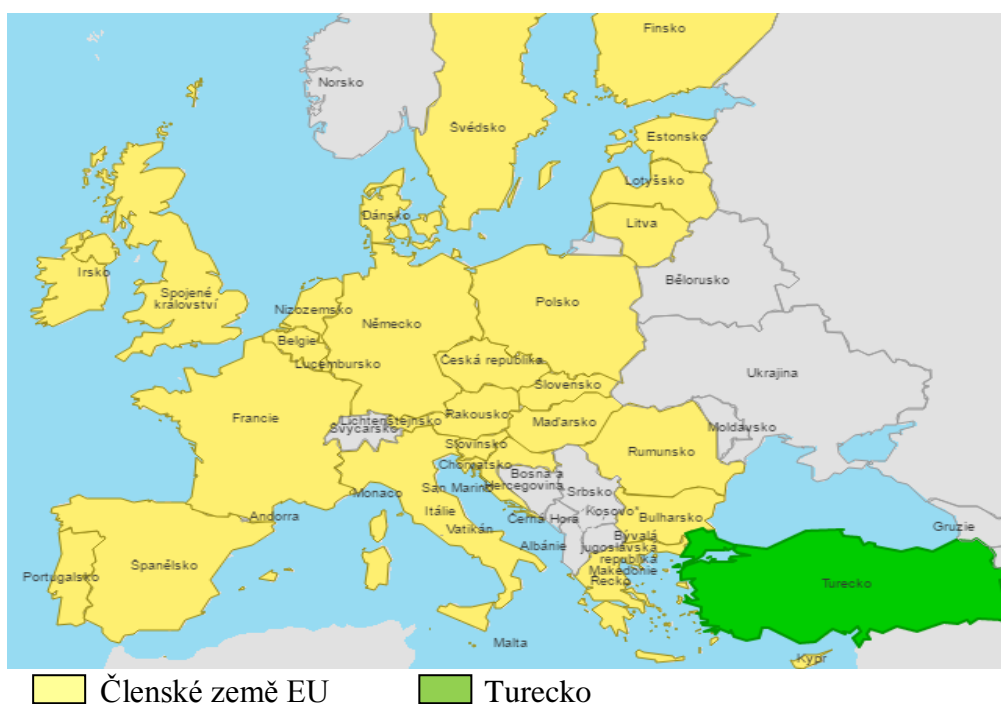 Finsko
Norsko
Švédsko
Estonsko
Lotyšsko
Dánsko
Litva
Irsko
Bělorusko
Spojené
království
Nizozemsko
Polsko
Německo
Belgie
Lucembursko
Česká republika
Ukrajina
Slovensko
Francie
Rakousko
Lichtenštejnsko
Švýcarsko
Maďarsko
Moldavsko
Slovinsko
Rumunsko
Chorvatsko
Bosna a
Hercegovina
Monaco
San Marino
Srbsko
Itálie
Kosovo*
Andorra
Černá Hora
Bulharsko
Vatikán
Gruzie
Albánie
Bývalá
jugoslávská
republika
Makedonie
Portugalsko
Španělsko
Řecko
Turecko
Malta
Kypr
Členské země EU
Turecko